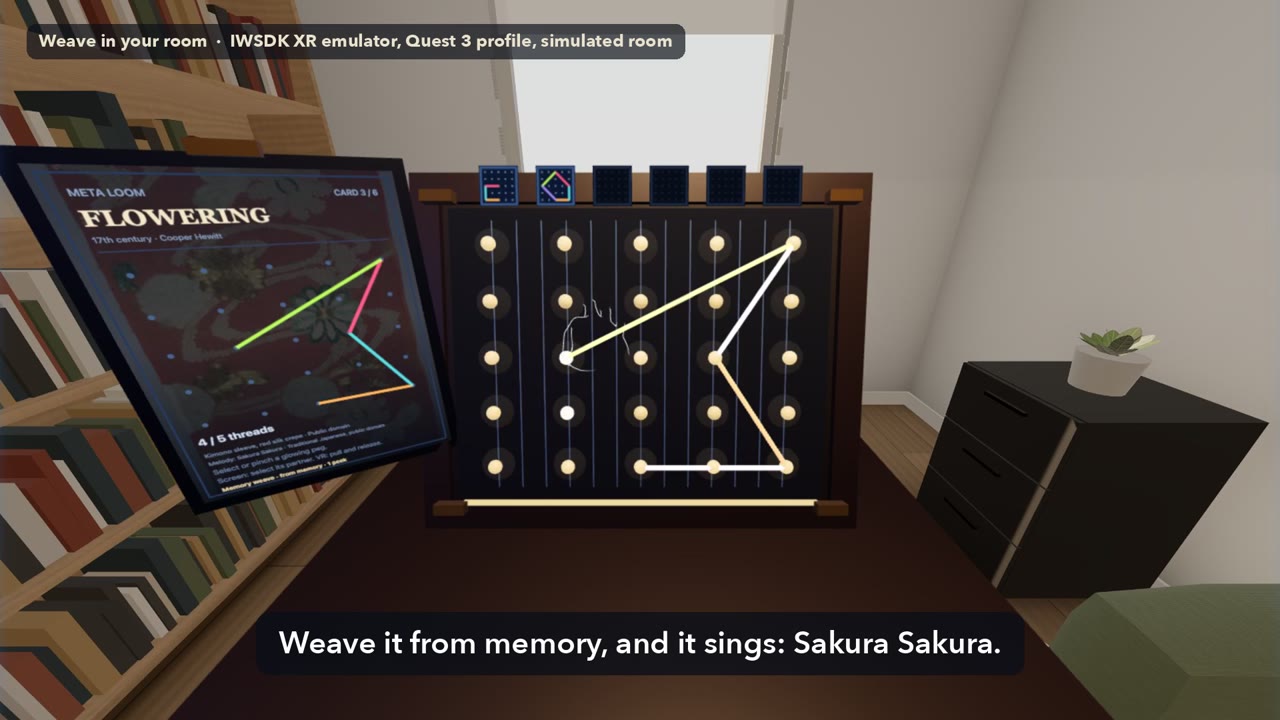 Weave in your room · IWSDK XR emulator, Quest 3 profile, simulated room
META LOOM
CARD 3 / 6
FLOWERING
17th century · Cooper Hewitt
4 / 5 threads
Kimono sleeve, red silk crepe · Public domain
Melody: Sakura Sakura · Traditional Japanese, public domain
Select or pinch a glowing peg.
Screen: select its partner. VR: pull and release.
Memory weave · from memory · 1 peek
Weave it from memory, and it sings: Sakura Sakura.